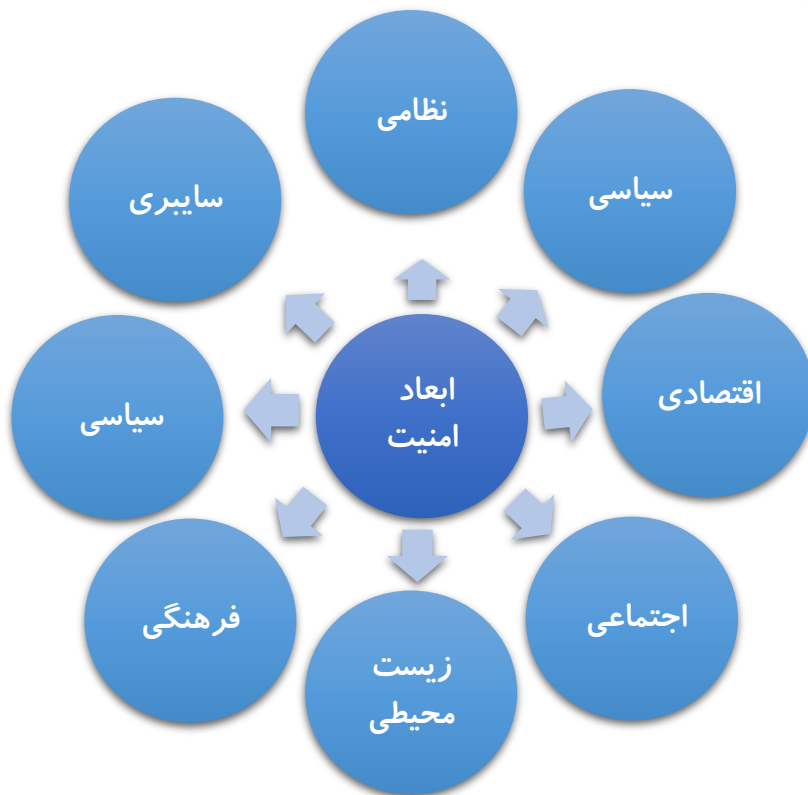 نظامی
سیاسی
سایبری
ابعاد
امنیت
اقتصادی
سیاسی
اجتماعی
فرهنگی
زیست
محیطی